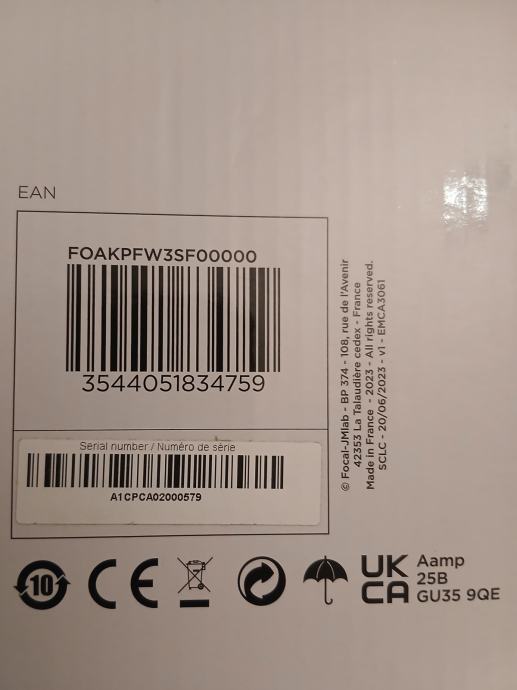 EAN
FOAKPFW3SF00000
3544051834759
Serial number / Numéro de série
A1CPCA02000579
© Focal-JMlab - BP 374 - 108, rue de l'Avenir
42353 La Talaudière cedex - France
Made in France - 2023 - All rights reserved.
SCLC - 20/06/2023 - v1 - EMCA3061
10
CE
UK
CA
Aamp
25B
GU35 9QE